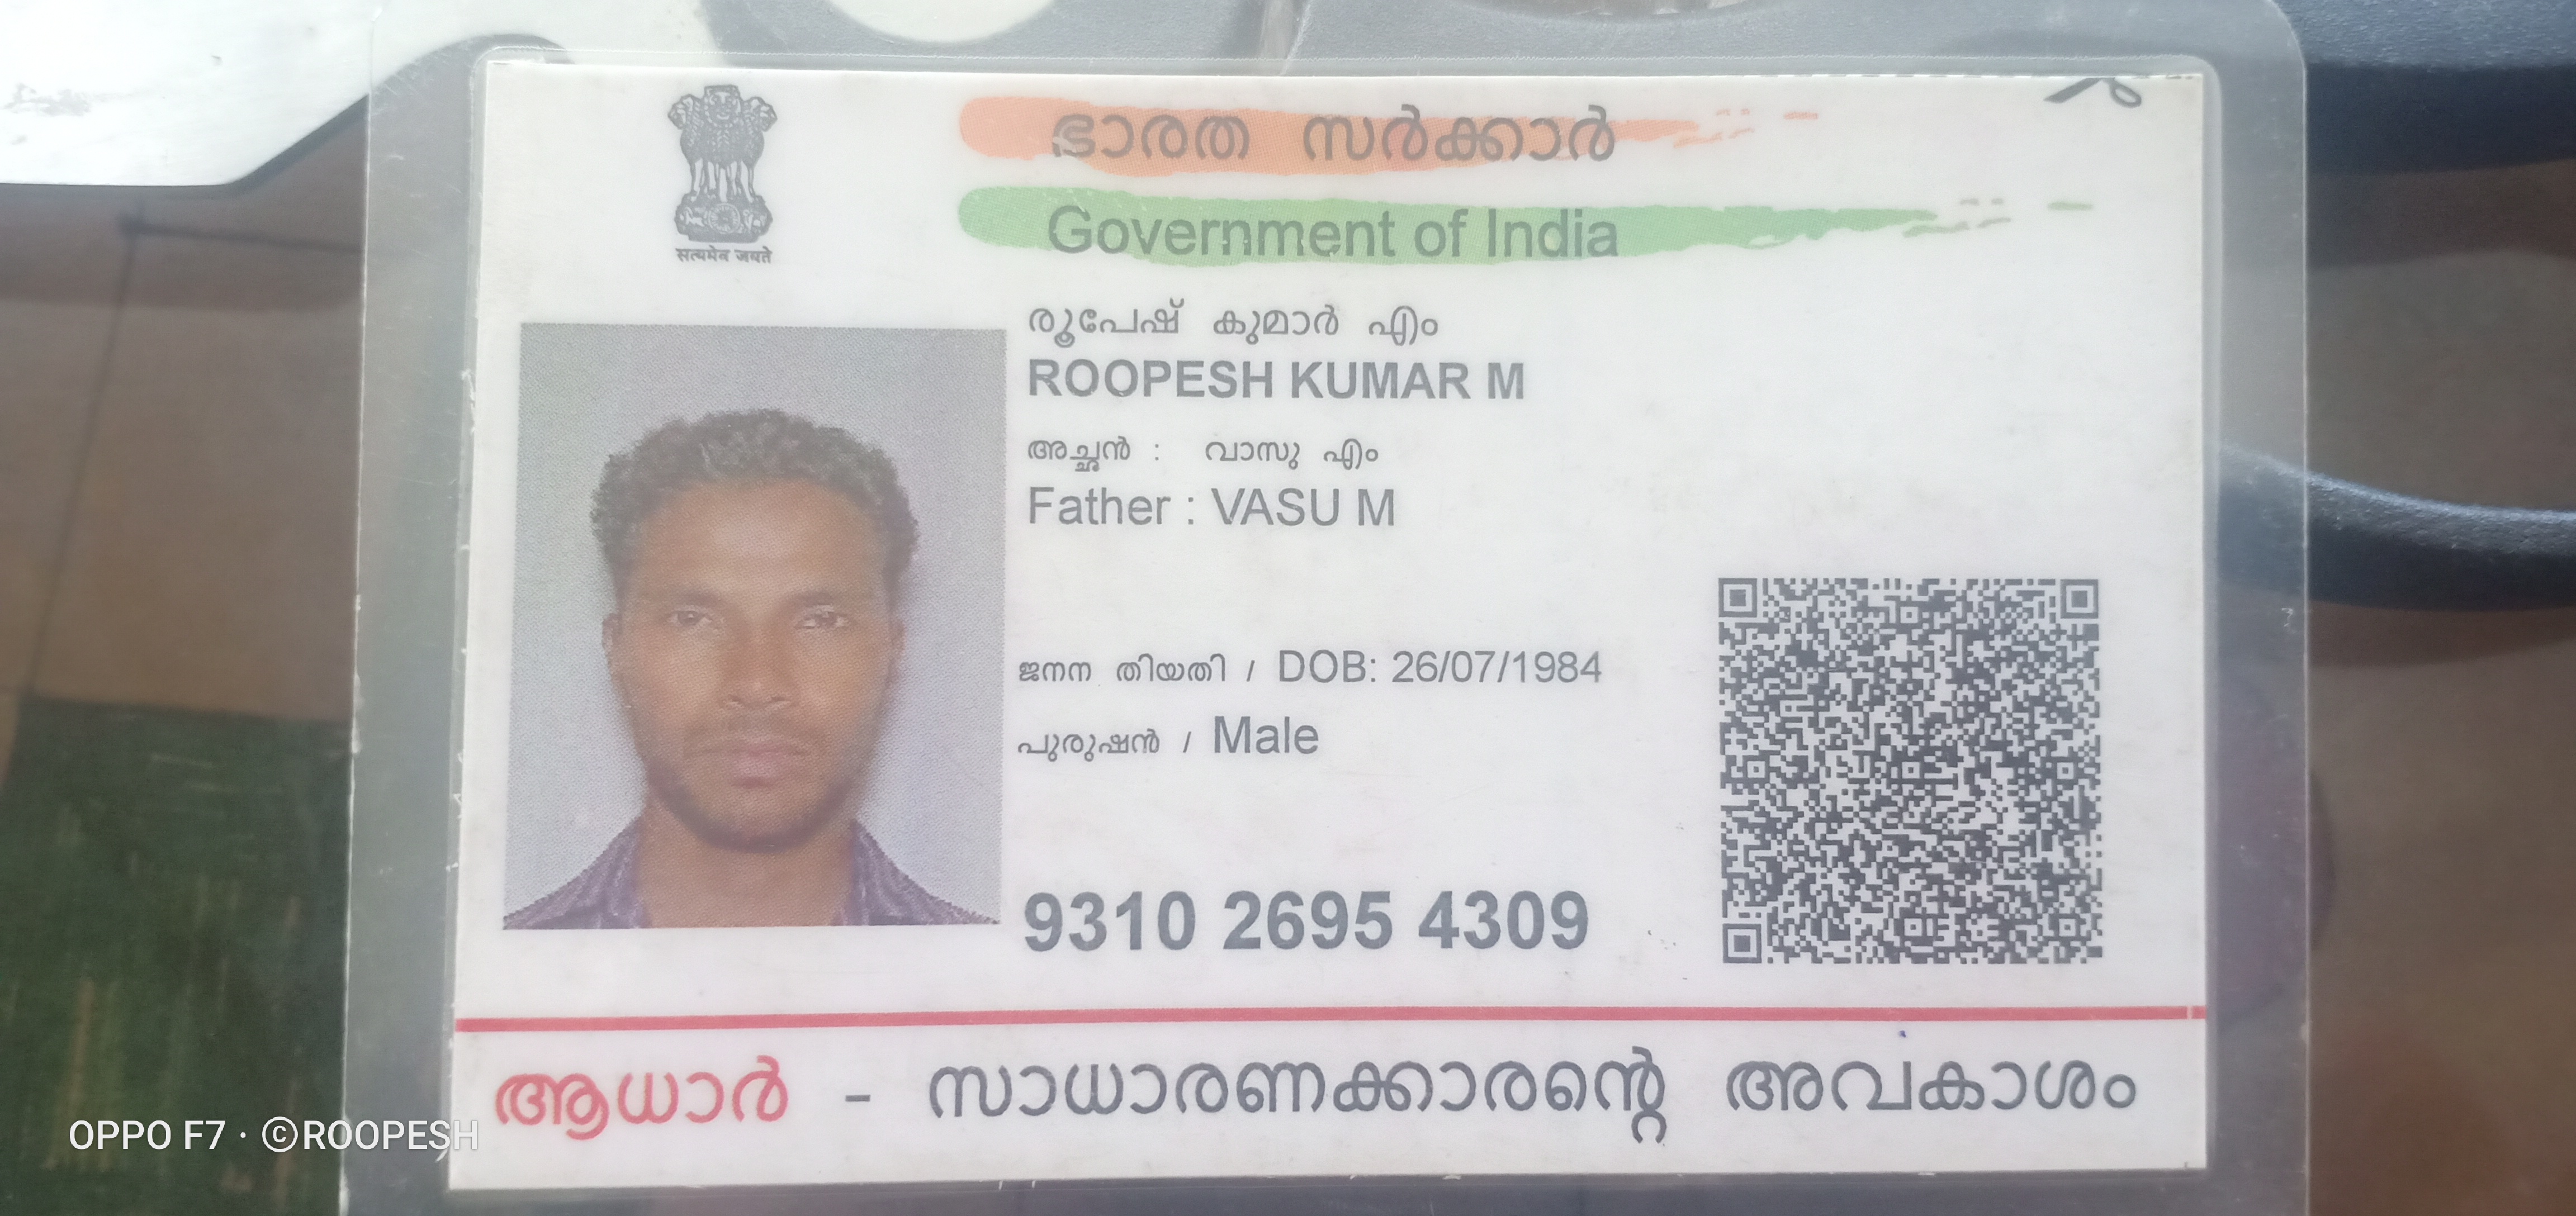 ഭാരത സർക്കാർ
Government of India
सत्यमेव जयते
രൂപേഷ് കുമാർ എം
ROOPESH KUMAR M
അച്ഛൻ : വാസു എം
Father : VASU M
ജനന തിയതി / DOB: 26/07/1984
പുരുഷൻ / Male
9310 2695 4309
ആധാർ - സാധാരണക്കാരന്റെ അവകാശം
OPPO F7 · ©ROOPESH